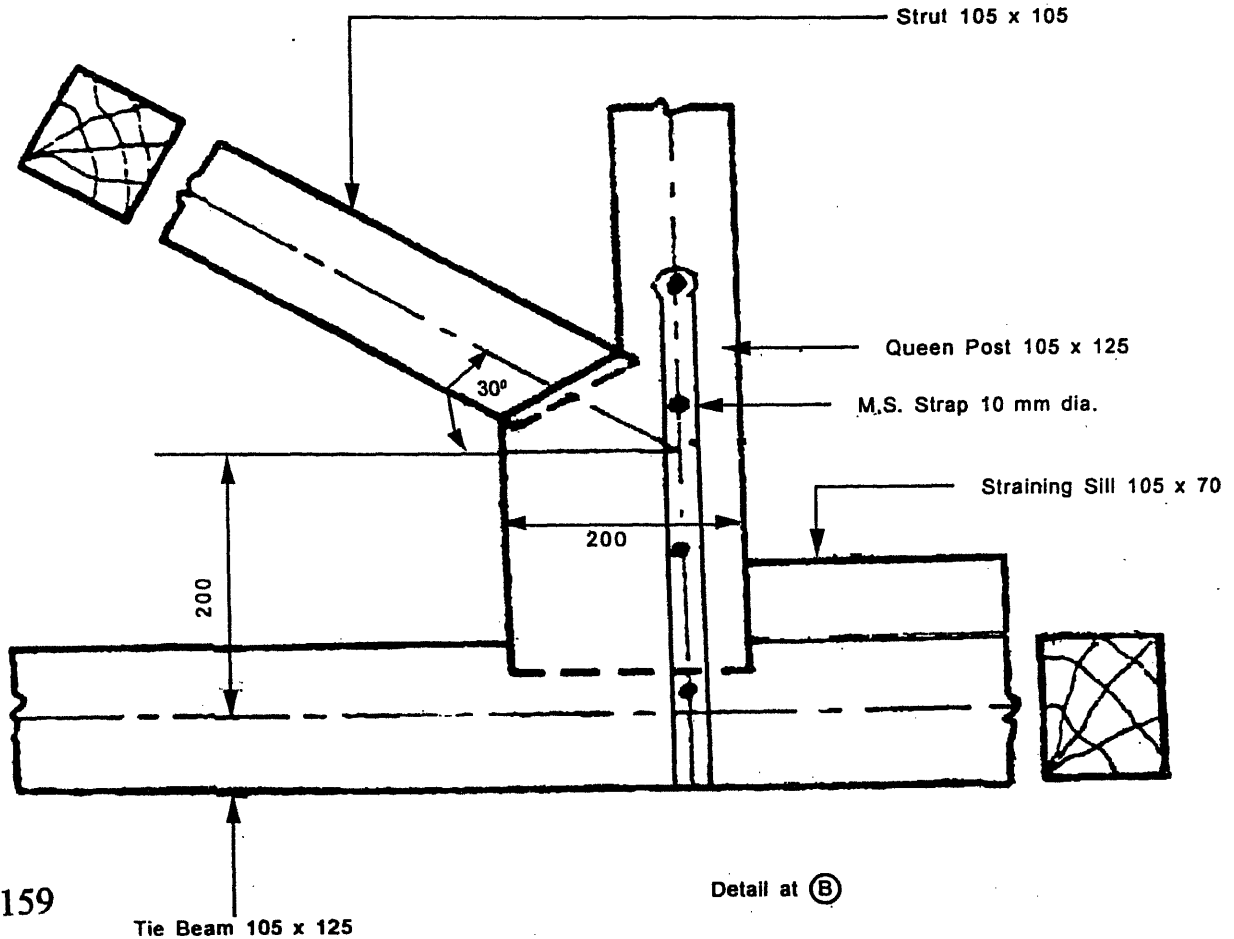 Strut 105 x 105
30⁰
Queen Post 105 x 125
M.S. Strap 10 mm dia.
Straining Sill 105 x 70
200
200
Detail at B
159
Tie Beam 105 x 125